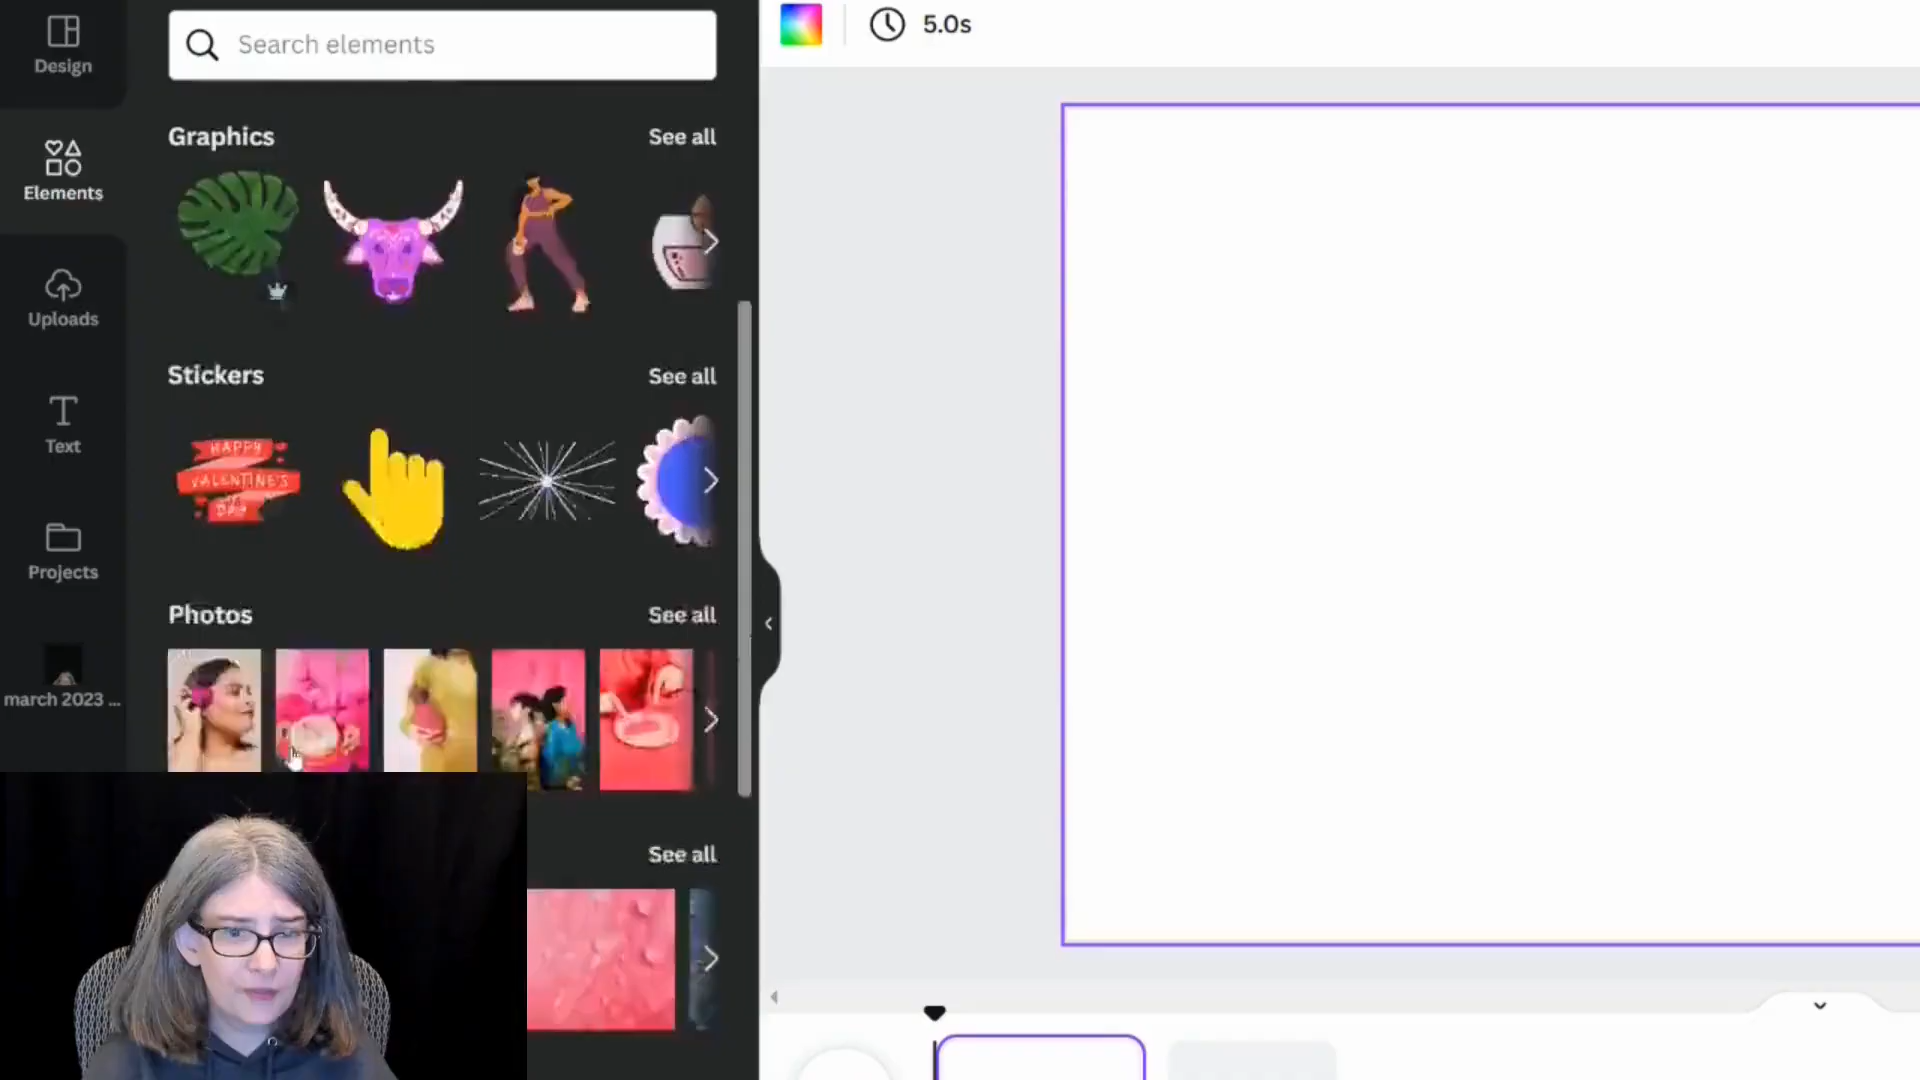 Search elements
5.0s
Design
Elements
Uploads
Text
Projects
march 2023 ...
Graphics
See all
Stickers
See all
HAPPY
VALENTINE'S
DAY
Photos
See all
See all